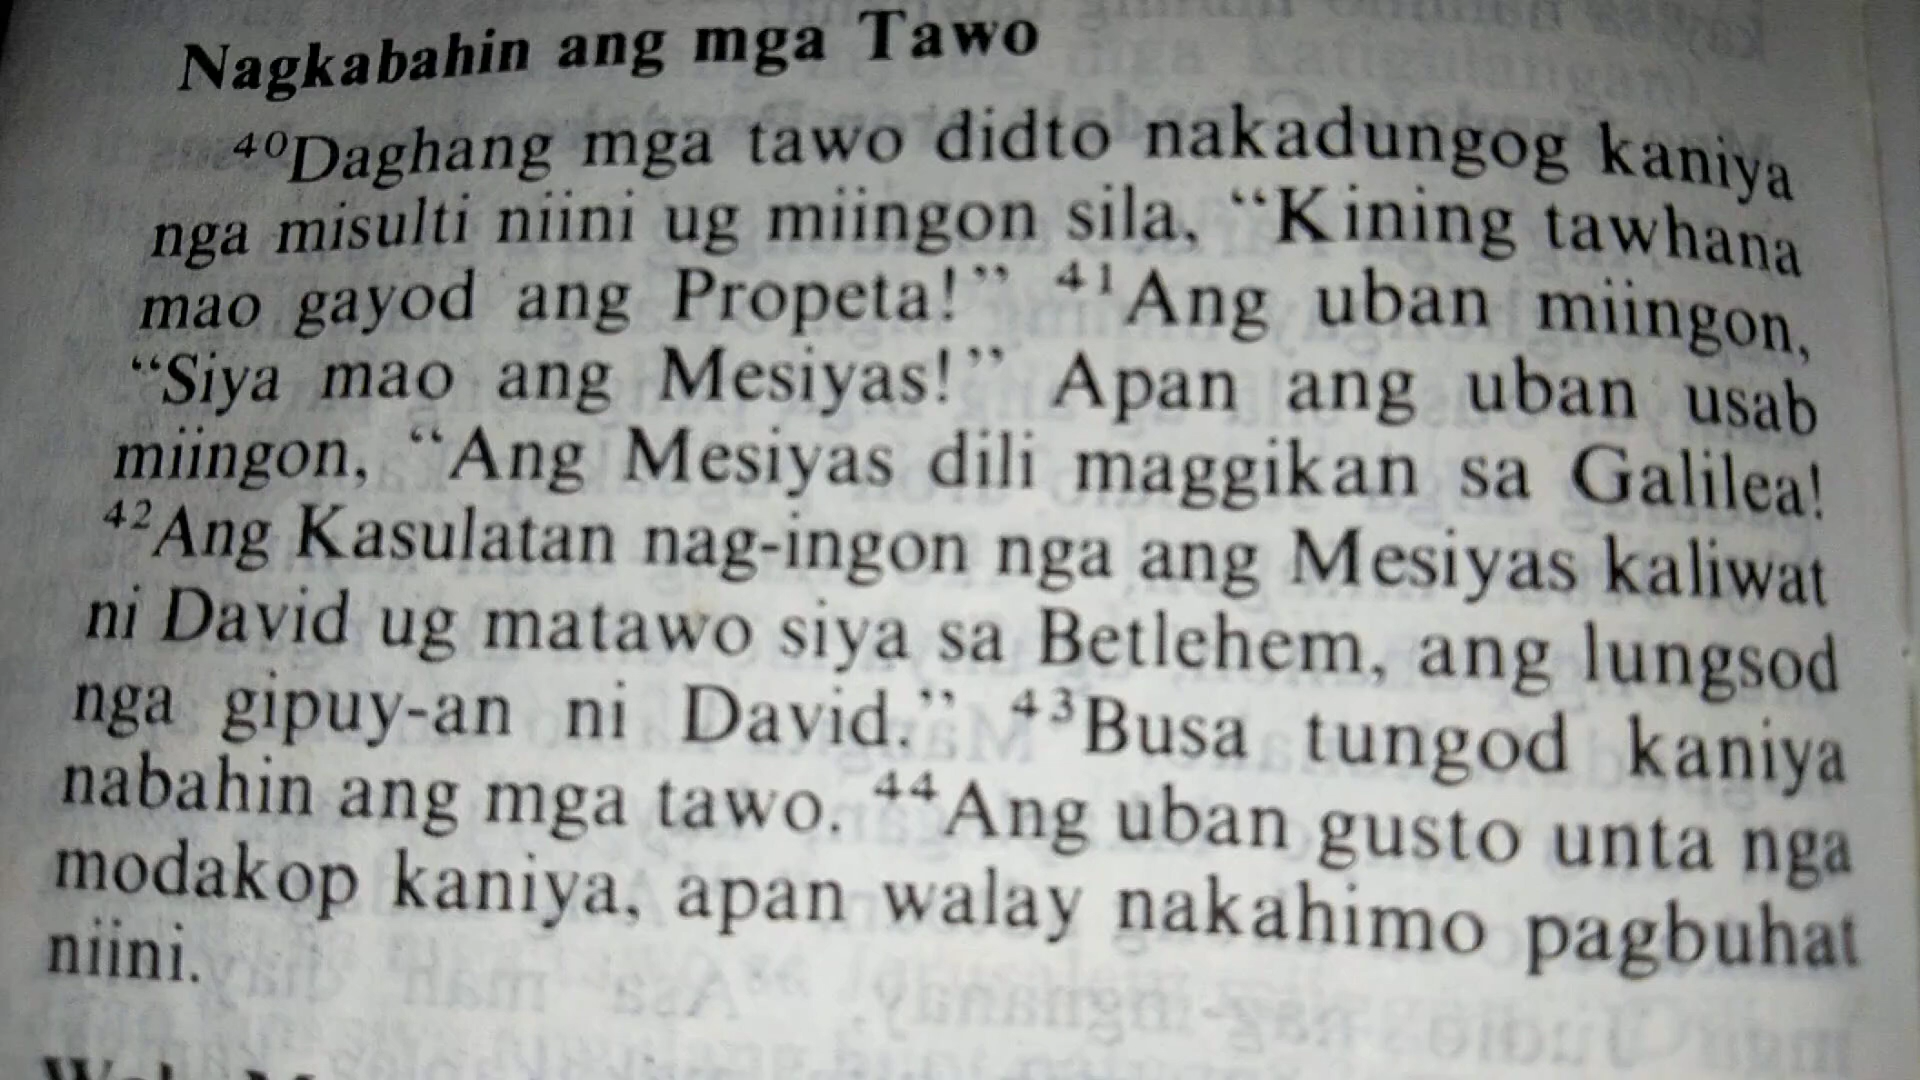 Nagkabahin ang mga Tawo
⁴⁰Daghang mga tawo didto nakadungog kaniya
nga misulti niini ug miingon sila, “Kining tawhana
mao gayod ang Propeta!” ⁴¹Ang uban miingon,
“Siya mao ang Mesiyas!” Apan ang uban usab
miingon, “Ang Mesiyas dili maggikan sa Galilea!
⁴²Ang Kasulatan nag-ingon nga ang Mesiyas kaliwat
ni David ug matawo siya sa Betlehem, ang lungsod
nga gipuy-an ni David.” ⁴³Busa tungod kaniya
nabahin ang mga tawo. ⁴⁴Ang uban gusto unta nga
modakop kaniya, apan walay nakahimo pagbuhat
niini.